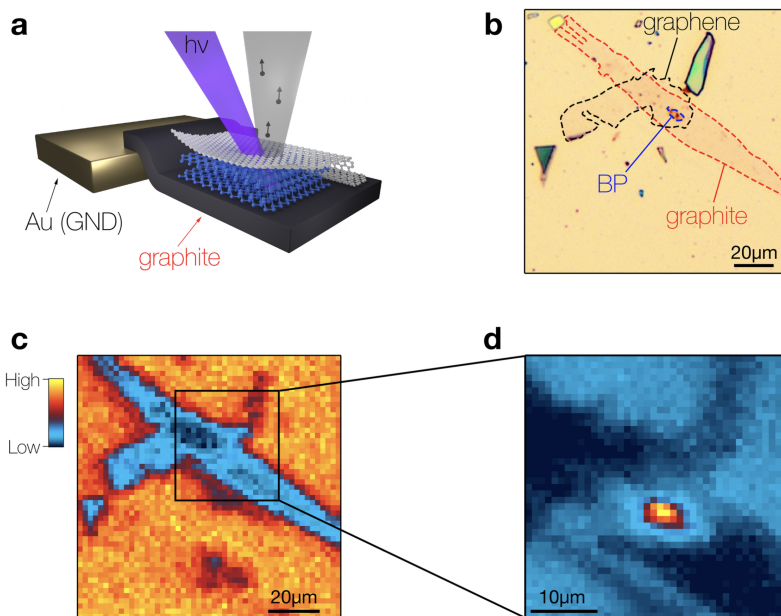 a
hν
Au (GND)
graphite
b
graphene
BP
graphite
20μm
c
High
Low
20μm
d
10μm